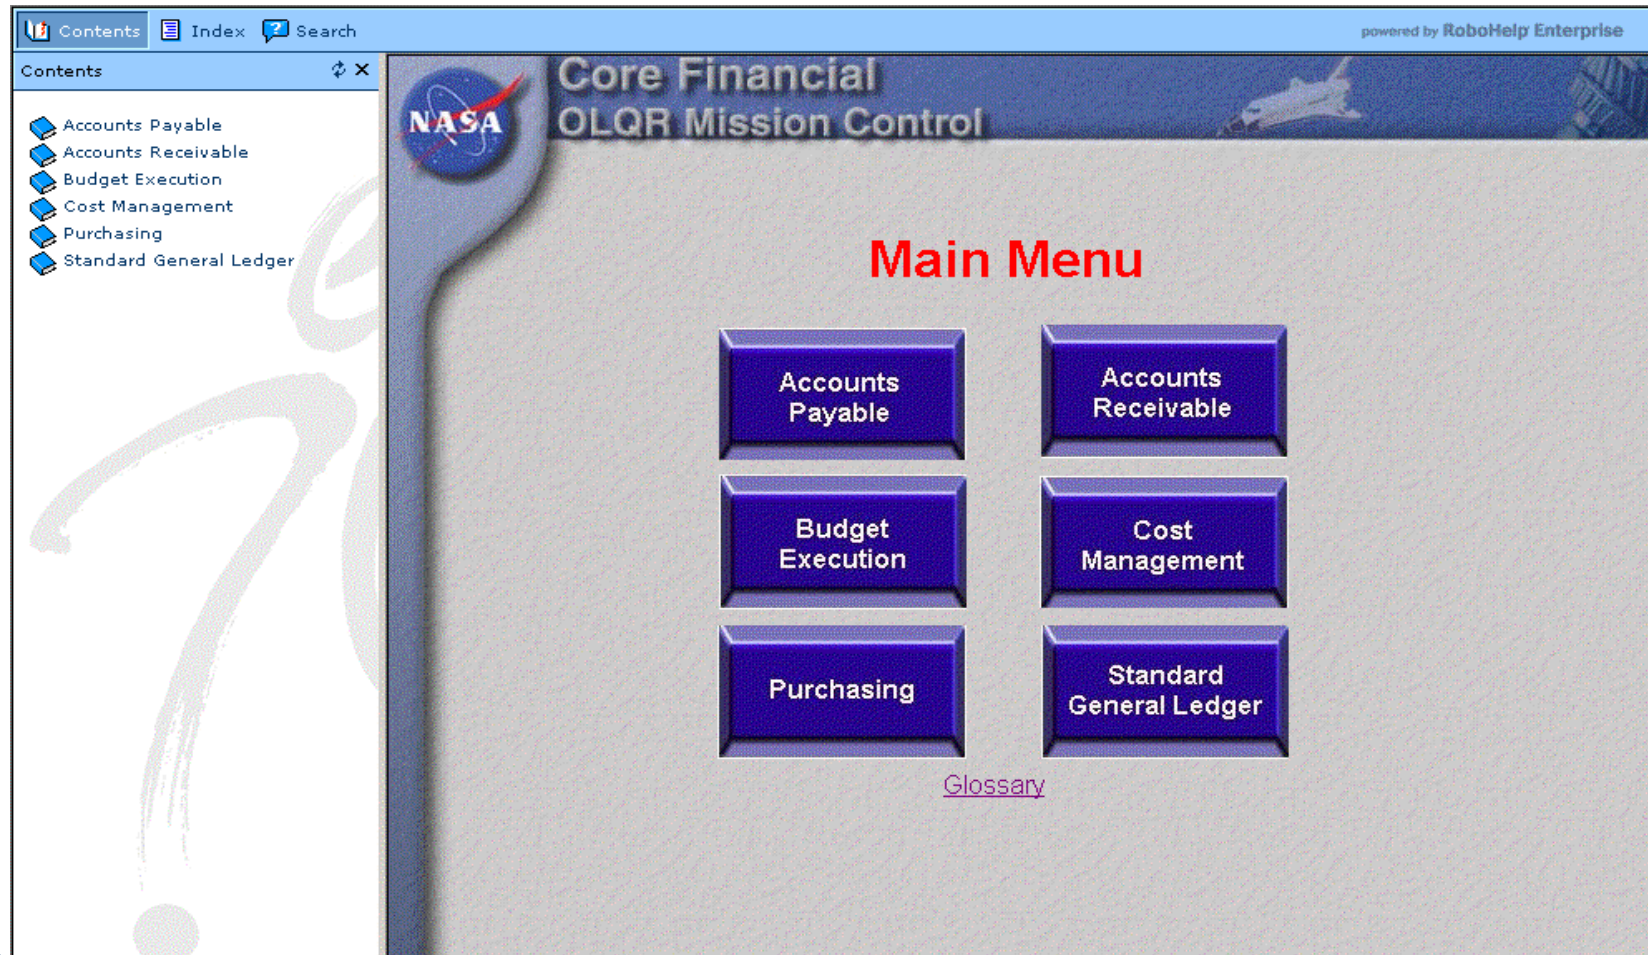 Contents
Index
Search
powered by RoboHelp Enterprise
Contents
Accounts Payable
Accounts Receivable
Budget Execution
Cost Management
Purchasing
Standard General Ledger
NASA
Core Financial
OLQR Mission Control
Main Menu
Accounts
Payable
Accounts
Receivable
Budget
Execution
Cost
Management
Purchasing
Standard
General Ledger
Glossary